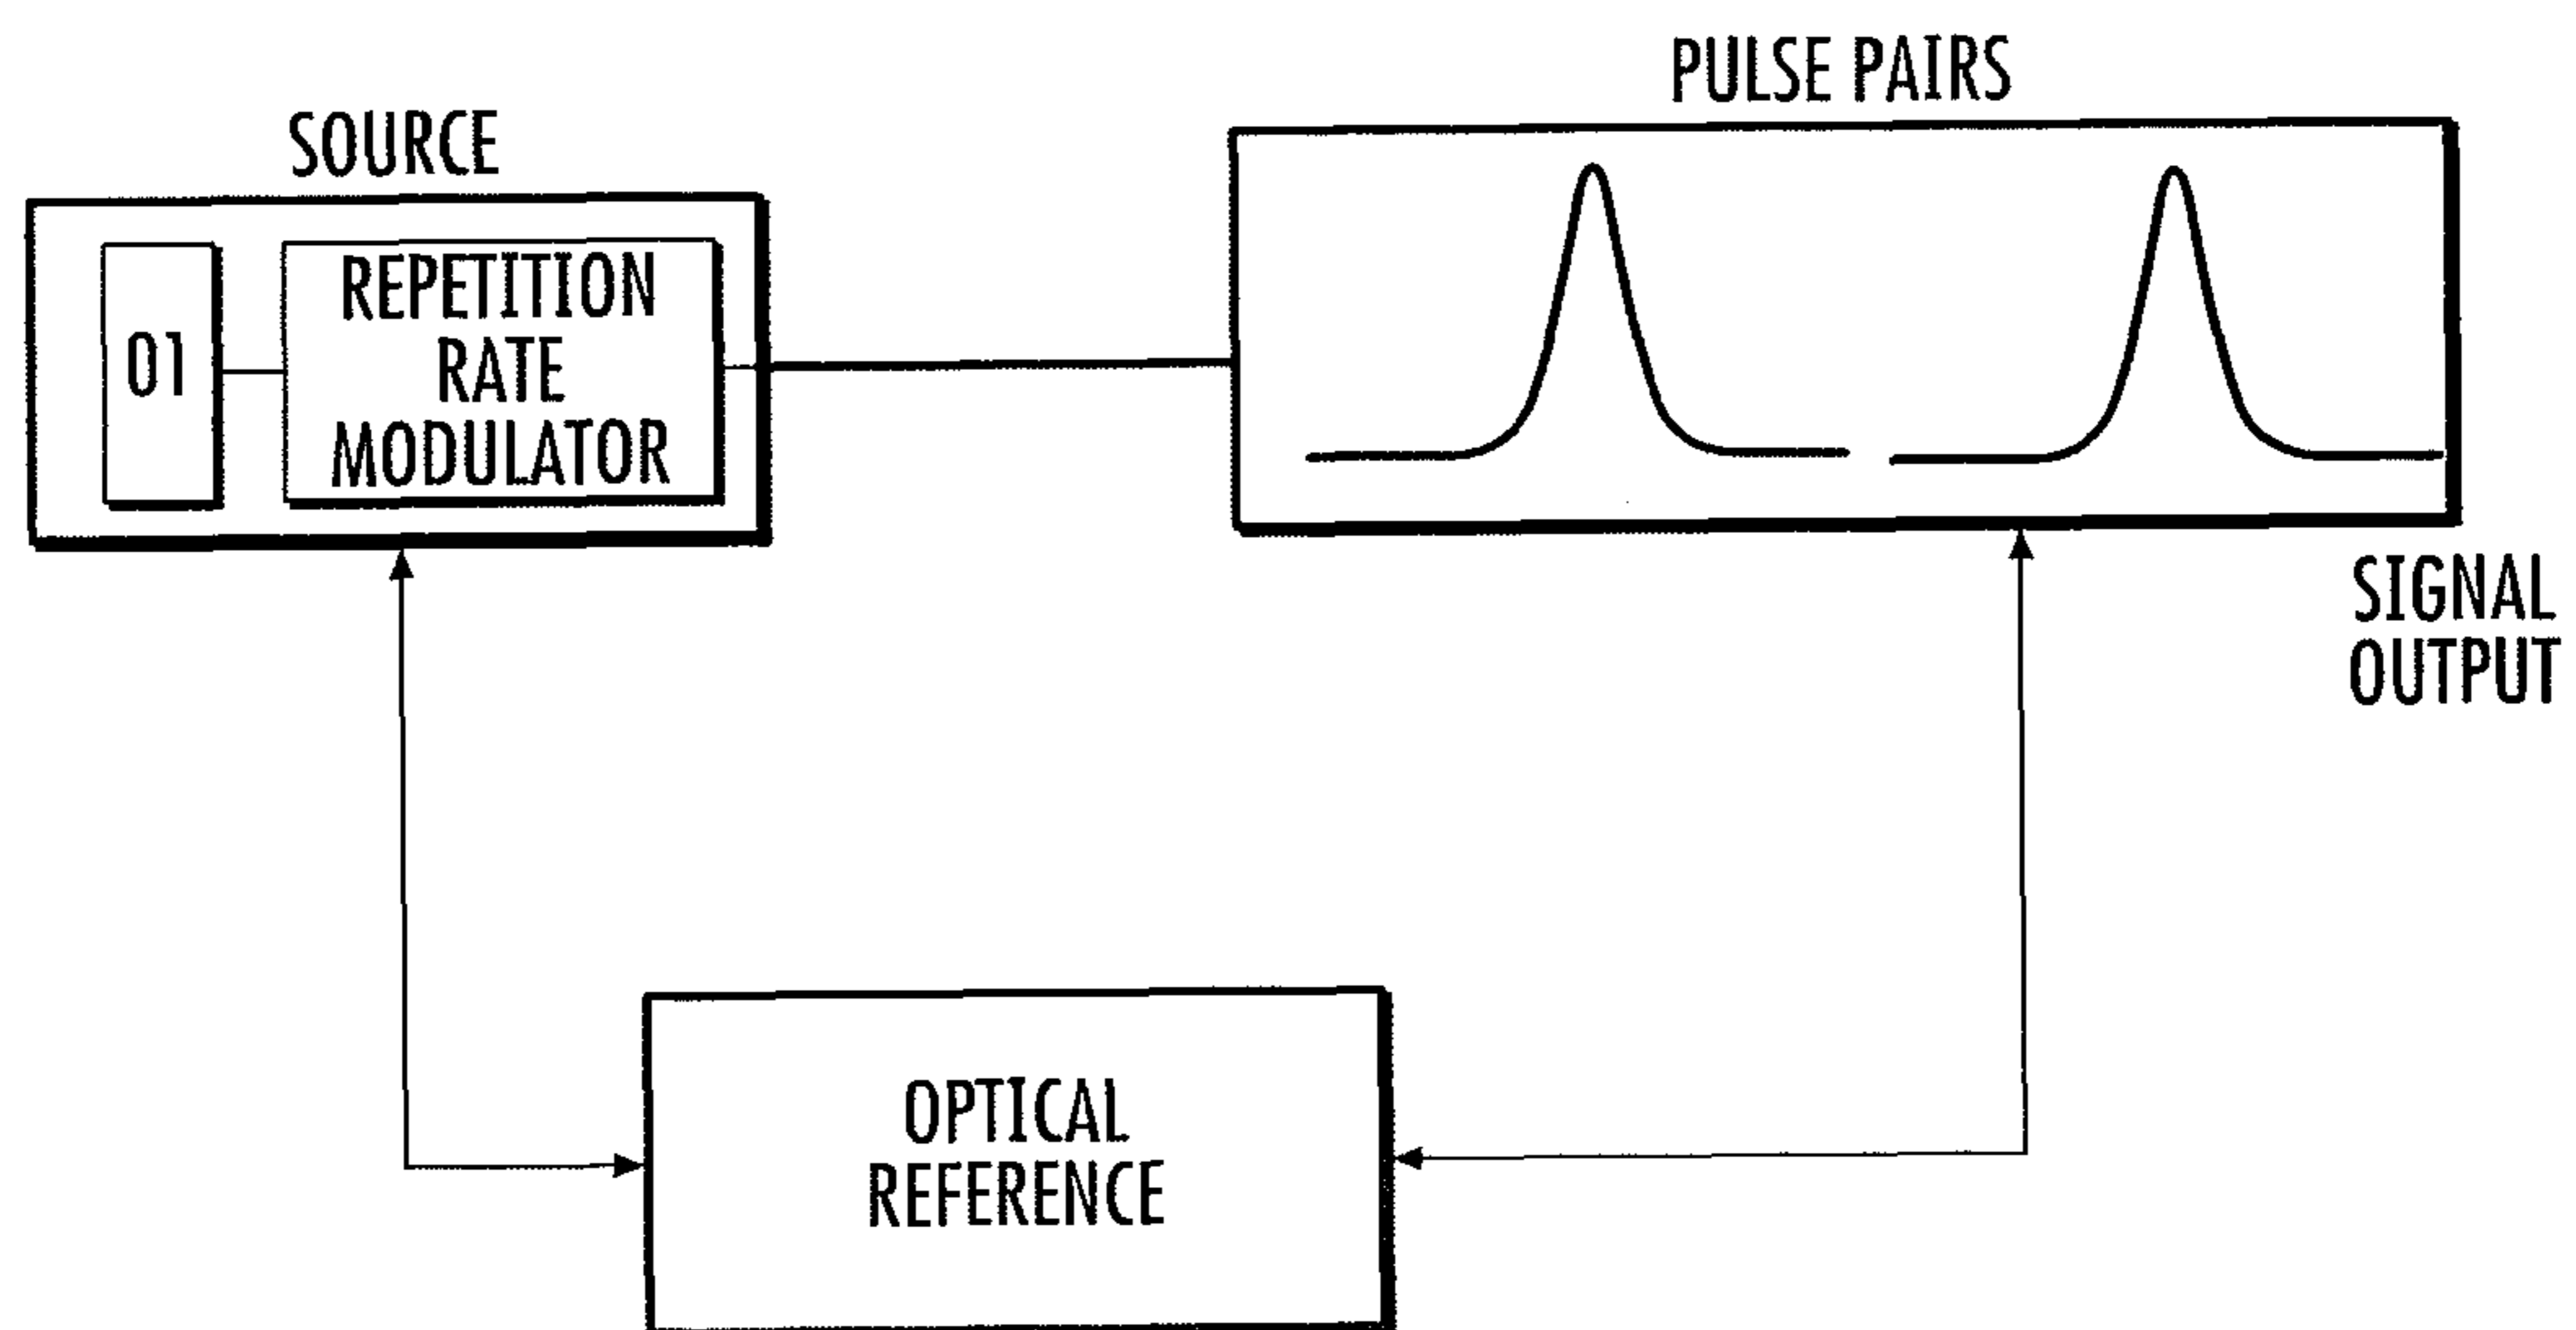 PULSE PAIRS
SOURCE
01
REPETITION
RATE
MODULATOR
SIGNAL
OUTPUT
OPTICAL
REFERENCE